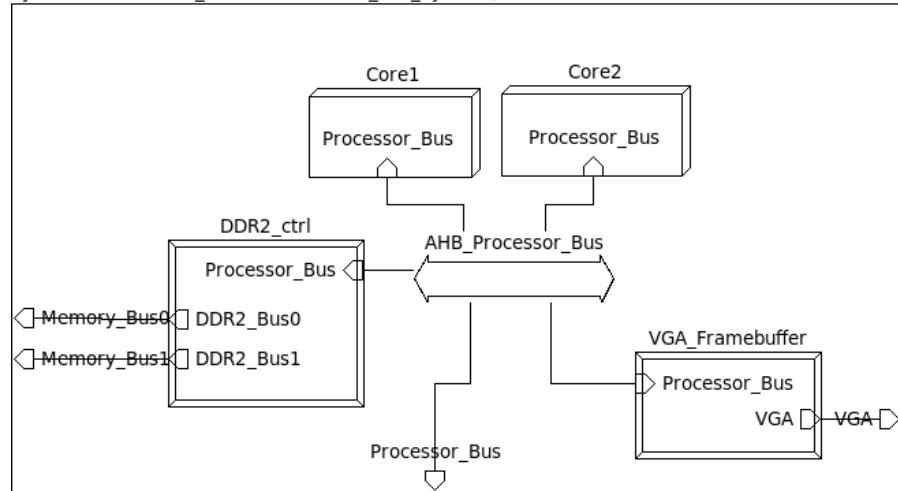 Core1
Core2
Processor_Bus
Processor_Bus
DDR2_ctrl
AHB_Processor_Bus
Processor_Bus
Memory_Bus0
DDR2_Bus0
Memory_Bus1
DDR2_Bus1
VGA_Framebuffer
Processor_Bus
VGA
VGA
Processor_Bus